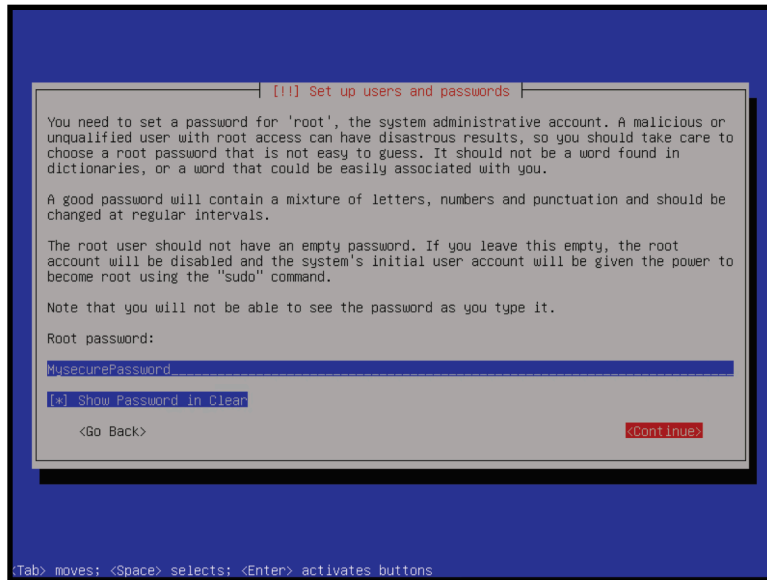 [!!] Set up users and passwords
You need to set a password for 'root', the system administrative account. A malicious or
unqualified user with root access can have disastrous results, so you should take care to
choose a root password that is not easy to guess. It should not be a word found in
dictionaries, or a word that could be easily associated with you.
A good password will contain a mixture of letters, numbers and punctuation and should be
changed at regular intervals.
The root user should not have an empty password. If you leave this empty, the root
account will be disabled and the system's initial user account will be given the power to
become root using the "sudo" command.
Note that you will not be able to see the password as you type it.
Root password:
MysecurePassword
[*] Show Password in Clear
<Go Back> <Continue>
<Tab> moves; <Space> selects; <Enter> activates buttons